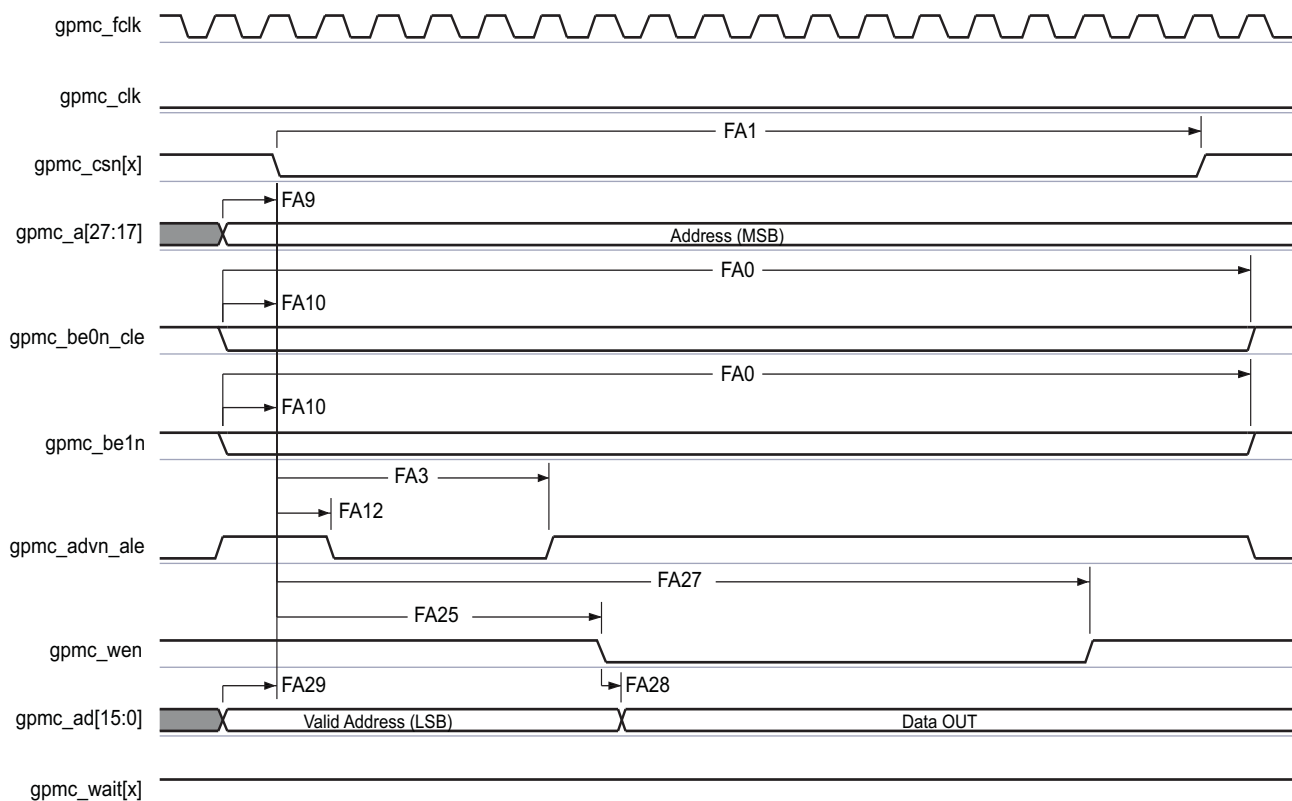 gpmc_fclk
gpmc_clk
FA1
gpmc_csn[x]
FA9
gpmc_a[27:17]
Address (MSB)
FA0
FA10
gpmc_be0n_cle
FA0
FA10
gpmc_be1n
FA3
FA12
gpmc_advn_ale
FA27
FA25
gpmc_wen
FA29
FA28
gpmc_ad[15:0]
Valid Address (LSB)
Data OUT
gpmc_wait[x]